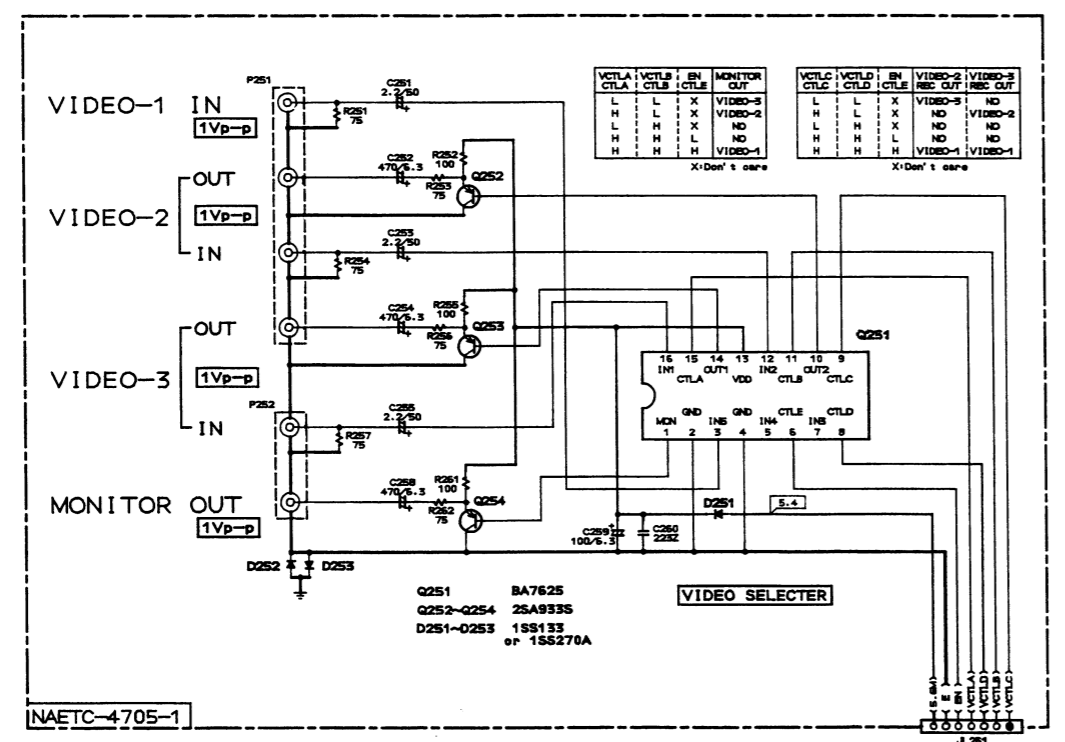 VIDEO-1 IN
1Vp-p
OUT
VIDEO-2 1Vp-p
IN
OUT
VIDEO-3 1Vp-p
IN
MONITOR OUT
1Vp-p
P251
P252
C251
2.2/50
R251
75
C252
470/6.3
R252
100
R253
75
Q252
C253
2.2/50
R254
75
C254
470/6.3
R255
100
R256
75
Q253
C255
2.2/50
R257
75
C258
470/6.3
R261
100
R262
75
Q254
D252 D253
VCTLA VCTLB EN MONITOR
CTLA CTLB CTLE OUT
L L X VIDEO-3
H L X VIDEO-2
L H X NO
H H L NO
H H H VIDEO-1
X:Don't care
VCTLC VCTLD EN VIDEO-2 VIDEO-3
CTLC CTLD CTLE REC OUT REC OUT
L L X VIDEO-3 NO
H L X NO VIDEO-2
L H X NO NO
H H L NO NO
H H H VIDEO-1 VIDEO-1
X:Don't care
Q251
16 15 14 13 12 11 10 9
IN1 OUT1 IN2 OUT2
CTLA VDD CTLB CTLC
GND GND CTLE CTLD
MON IN5 IN4 IN3
1 2 3 4 5 6 7 8
D251
5.4
C259
100/6.3
C260
223Z
Q251 BA7625
Q252~Q254 2SA933S
D251~D253 1SS133
or 1SS270A
VIDEO SELECTER
NAETC-4705-1
(5.6M)
(E)
(EN)
(VCTLA)
(VCTLD)
(VCTLB)
(VCTLC)